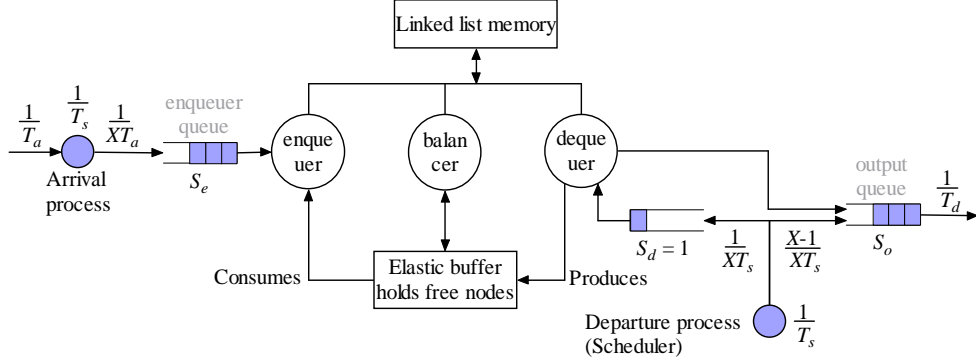 Linked list memory
1/T_a
1/T_s
1/XT_a
enqueuer
queue
enque
uer
balan
cer
deque
uer
output
queue
1/T_d
Arrival
process
S_e
S_d = 1
1/XT_s
X-1/XT_s
S_o
Consumes
Elastic buffer
holds free nodes
Produces
Departure process
(Scheduler)
1/T_s